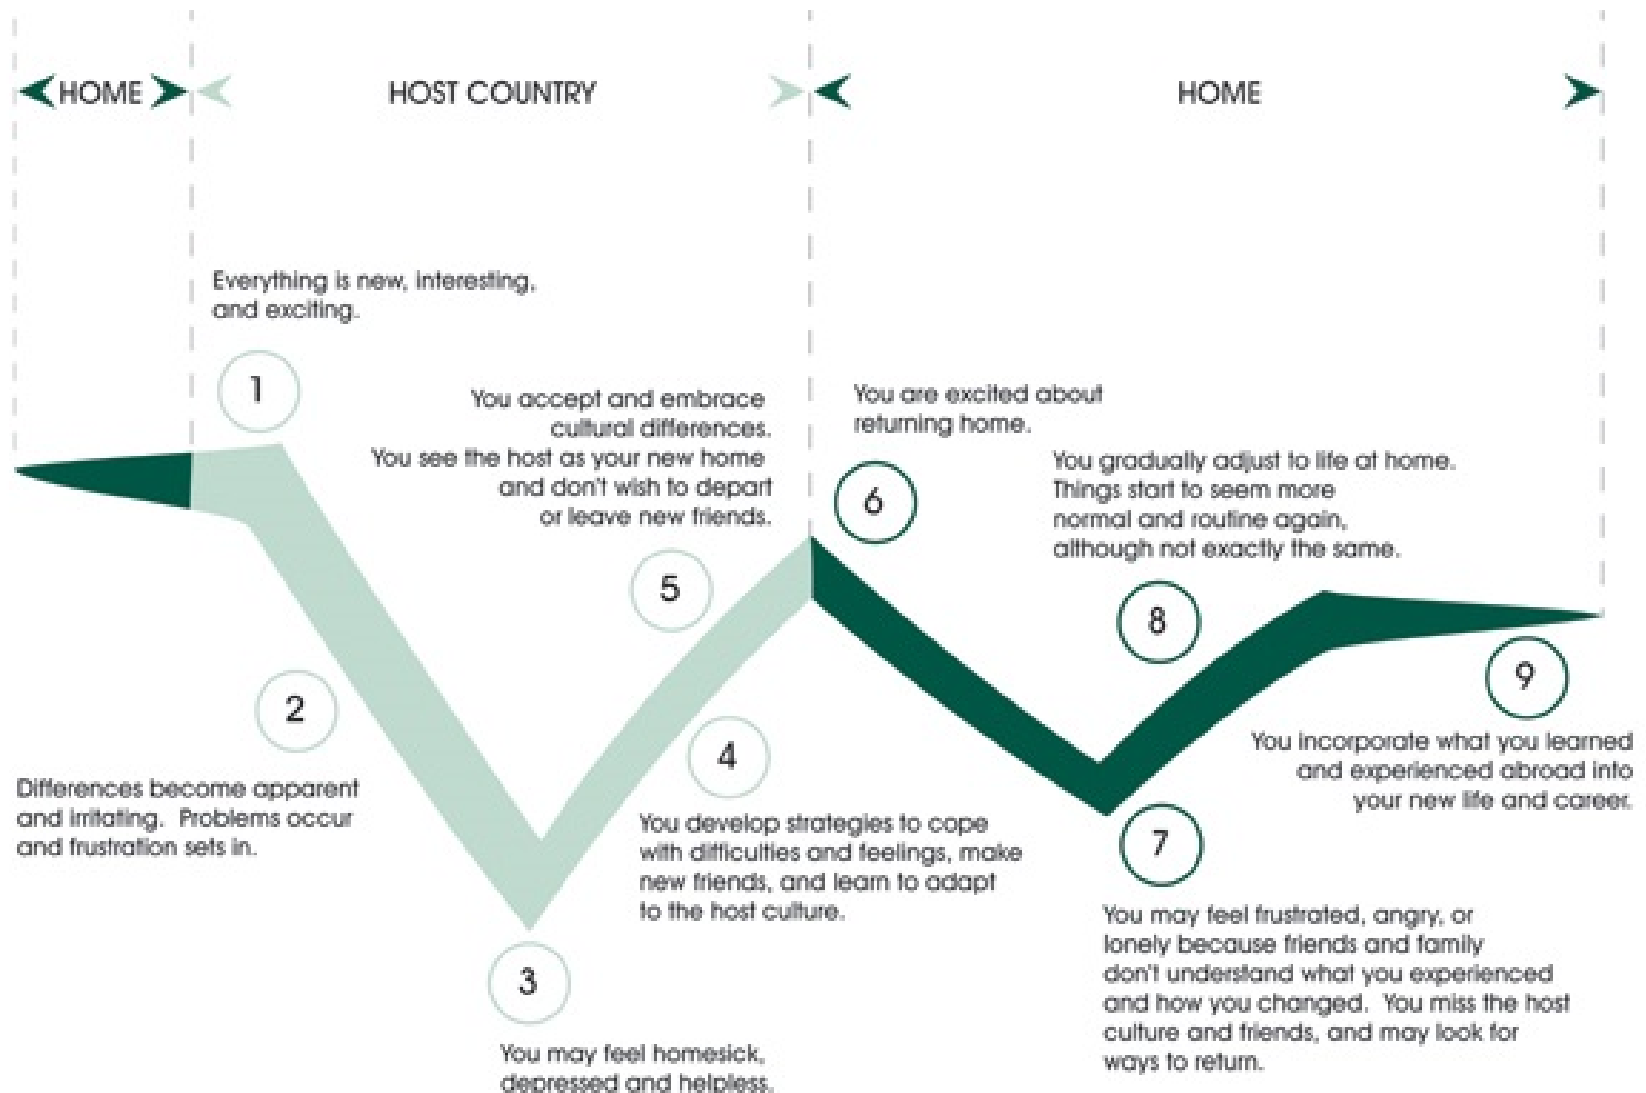 HOME
HOST COUNTRY
HOME
Everything is new, interesting,
and exciting.
1
2
Differences become apparent
and irritating.  Problems occur
and frustration sets in.
3
You may feel homesick,
depressed and helpless.
4
You develop strategies to cope
with difficulties and feelings, make
new friends, and learn to adapt
to the host culture.
You accept and embrace
cultural differences.
You see the host as your new home
and don't wish to depart
or leave new friends.
5
You are excited about
returning home.
6
7
You may feel frustrated, angry, or
lonely because friends and family
don't understand what you experienced
and how you changed.  You miss the host
culture and friends, and may look for
ways to return.
You gradually adjust to life at home.
Things start to seem more
normal and routine again,
although not exactly the same.
8
9
You incorporate what you learned
and experienced abroad into
your new life and career.